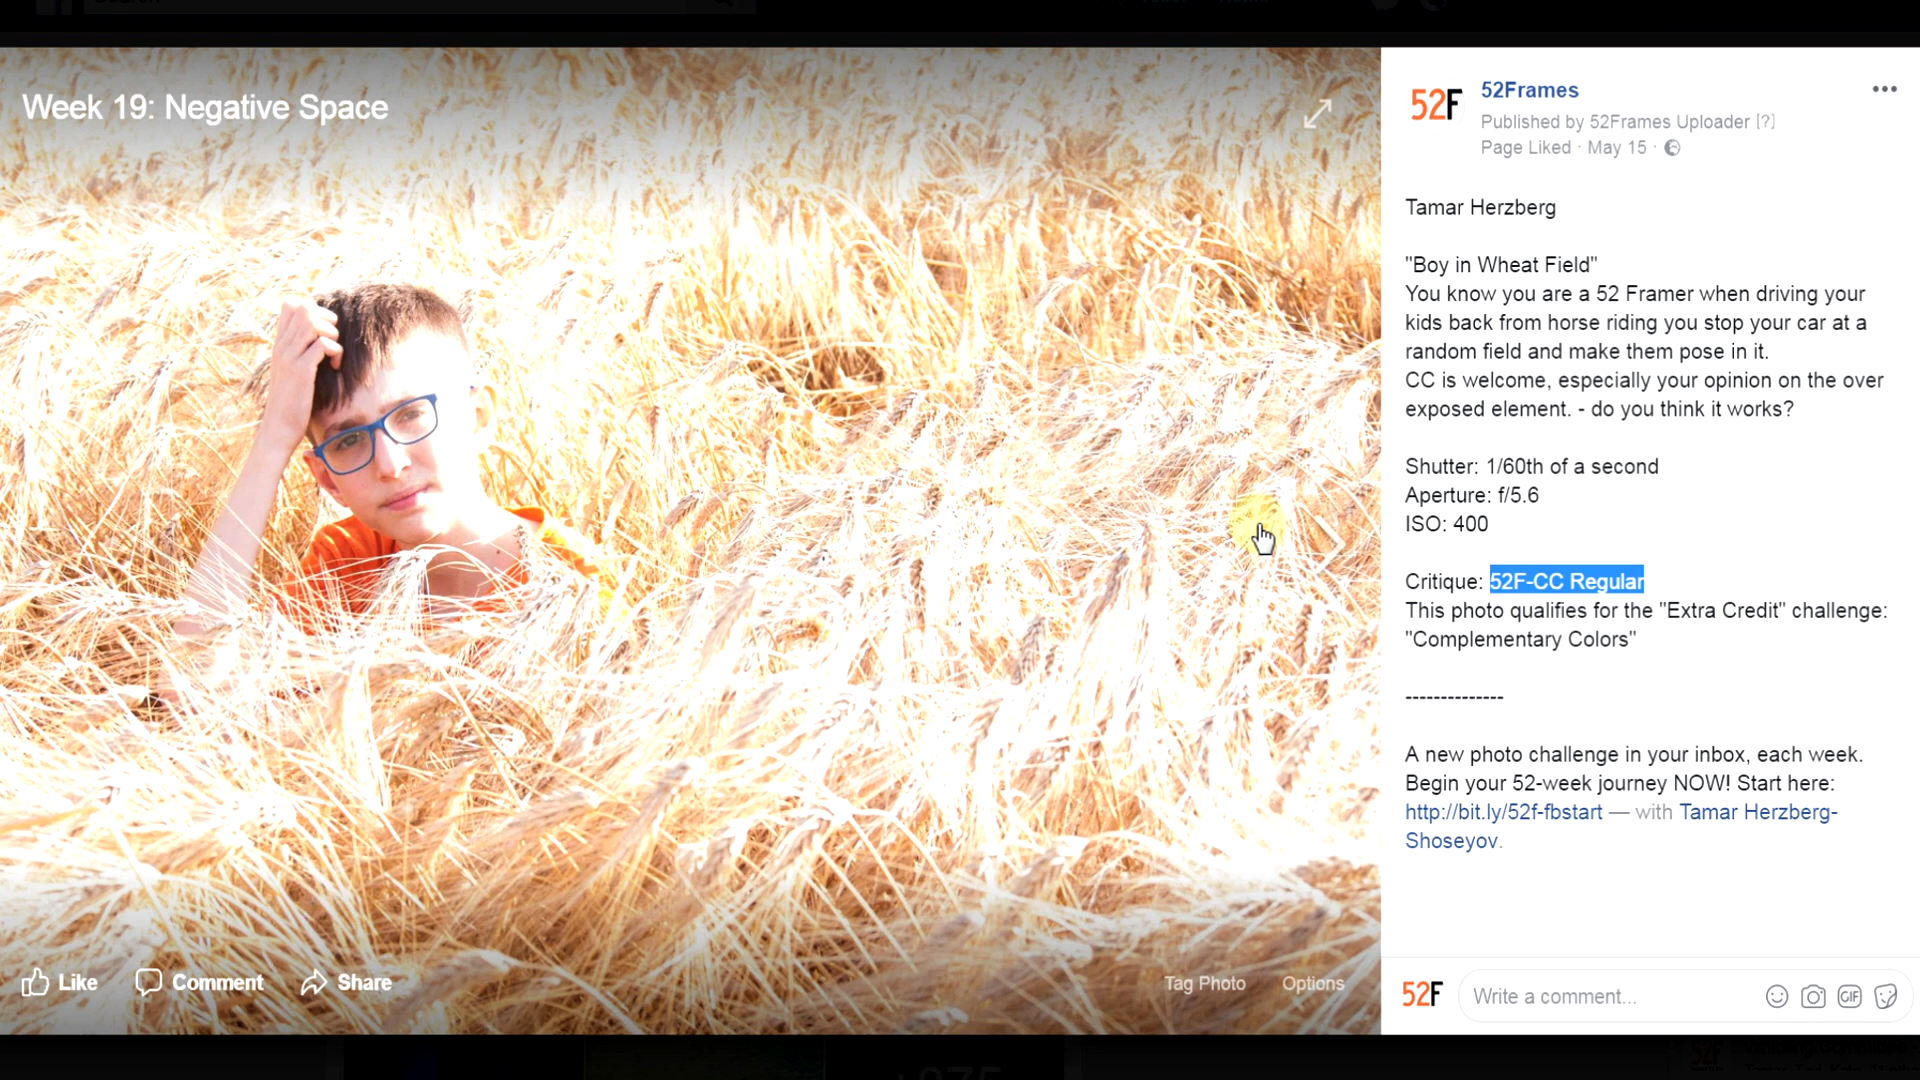 Week 19: Negative Space
52F
52Frames
Published by 52Frames Uploader [?]
Page Liked · May 15 ·
Tamar Herzberg
"Boy in Wheat Field"
You know you are a 52 Framer when driving your
kids back from horse riding you stop your car at a
random field and make them pose in it.
CC is welcome, especially your opinion on the over
exposed element. - do you think it works?
Shutter: 1/60th of a second
Aperture: f/5.6
ISO: 400
Critique: 52F-CC Regular
This photo qualifies for the "Extra Credit" challenge:
"Complementary Colors"
--------------
A new photo challenge in your inbox, each week.
Begin your 52-week journey NOW! Start here:
http://bit.ly/52f-fbstart — with Tamar Herzberg-
Shoseyov.
Like Comment Share
Tag Photo Options
52F
Write a comment...
GIF